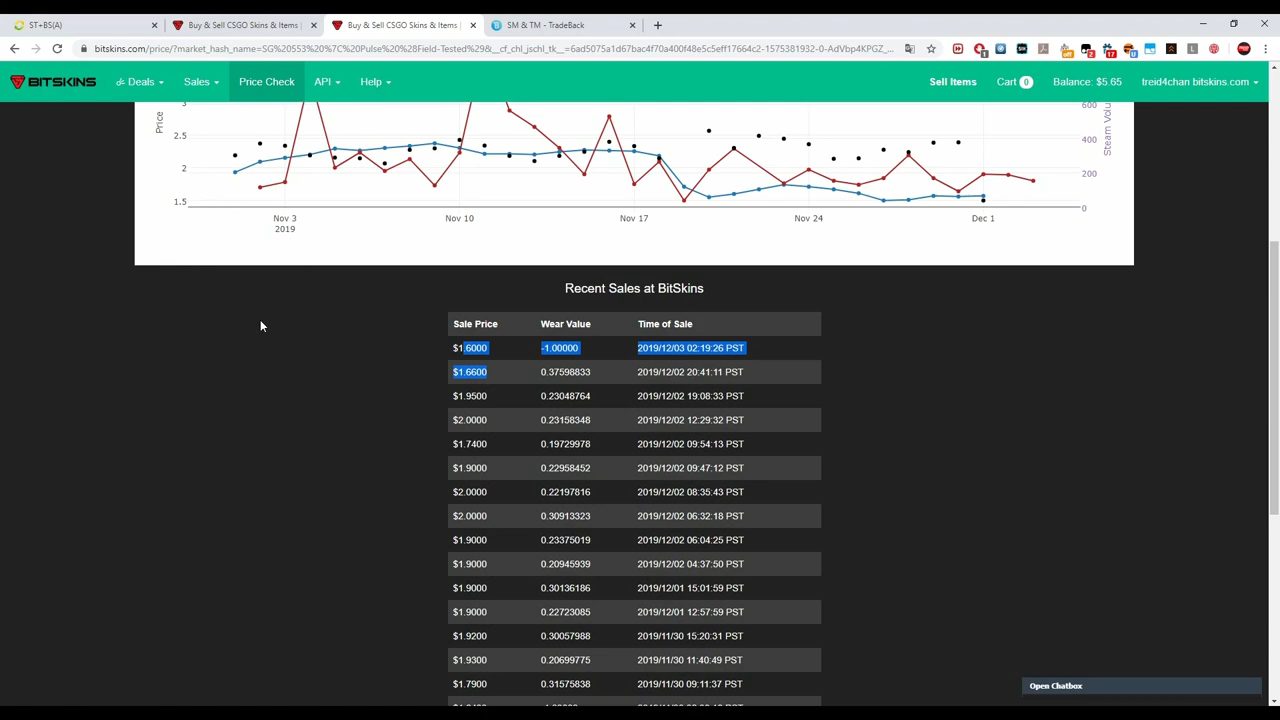 ST+BS(A)
Buy & Sell CSGO Skins & Items |
Buy & Sell CSGO Skins & Items |
SM & TM - TradeBack
bitskins.com/price/?market_hash_name=SG%20553%20%7C%20Pulse%20%28Field-Tested%29&__cf_chl_jschl_tk__=6ad5075a1d67bac4f70a400f48e5c5eff17664c2-1575381932-0-AdVbp4KPGZ_...
BITSKINS
Deals
Sales
Price Check
API
Help
Sell Items
Cart 0
Balance: $5.65
treid4chan bitskins.com
Price
3
2.5
2
1.5
600
400
200
0
Steam Volu
Nov 3
2019
Nov 10
Nov 17
Nov 24
Dec 1
Recent Sales at BitSkins
Sale Price Wear Value Time of Sale
$1.6000 -1.00000 2019/12/03 02:19:26 PST
$1.6600 0.37598833 2019/12/02 20:41:11 PST
$1.9500 0.23048764 2019/12/02 19:08:33 PST
$2.0000 0.23158348 2019/12/02 12:29:32 PST
$1.7400 0.19729978 2019/12/02 09:54:13 PST
$1.9000 0.22958452 2019/12/02 09:47:12 PST
$2.0000 0.22197816 2019/12/02 08:35:43 PST
$2.0000 0.30913323 2019/12/02 06:32:18 PST
$1.9000 0.23375019 2019/12/02 06:04:25 PST
$1.9000 0.20945939 2019/12/02 04:37:50 PST
$1.9000 0.30136186 2019/12/01 15:01:59 PST
$1.9000 0.22723085 2019/12/01 12:57:59 PST
$1.9200 0.30057988 2019/11/30 15:20:31 PST
$1.9300 0.20699775 2019/11/30 11:40:49 PST
$1.7900 0.31575838 2019/11/30 09:11:37 PST
Open Chatbox